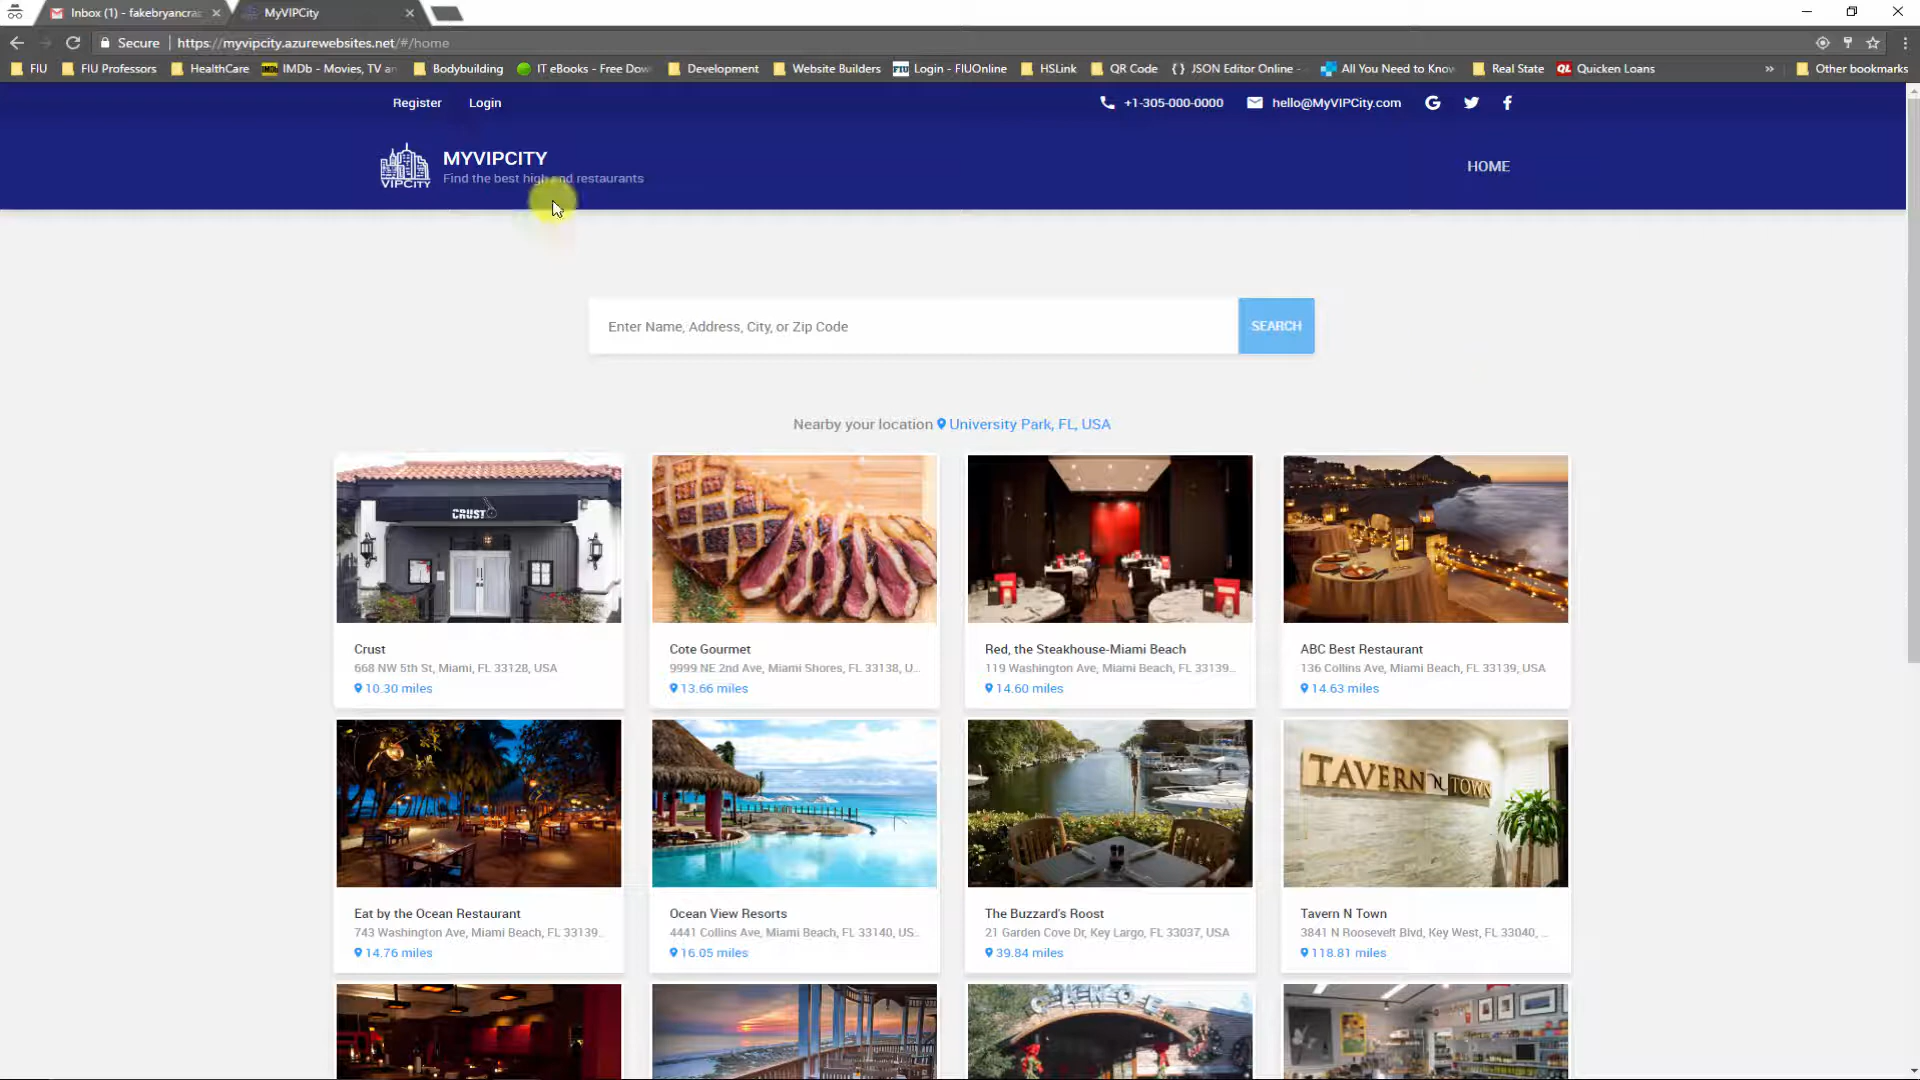 Inbox (1) - fakebryancras
MyVIPCity
Secure
https://myvipcity.azurewebsites.net/#/home
FIU
FIU Professors
HealthCare
IMDb - Movies, TV an
Bodybuilding
IT eBooks - Free Dow
Development
Website Builders
FIU
Login - FIUOnline
HSLink
QR Code
{ } JSON Editor Online -
All You Need to Know
Real State
QL
Quicken Loans
»
Other bookmarks
Register
Login
+1-305-000-0000
hello@MyVIPCity.com
VIPCITY
MYVIPCITY
Find the best high end restaurants
HOME
Enter Name, Address, City, or Zip Code
SEARCH
Nearby your location University Park, FL, USA
CRUST
Crust
668 NW 5th St, Miami, FL 33128, USA
10.30 miles
Cote Gourmet
9999 NE 2nd Ave, Miami Shores, FL 33138, U...
13.66 miles
Red, the Steakhouse-Miami Beach
119 Washington Ave, Miami Beach, FL 33139...
14.60 miles
ABC Best Restaurant
136 Collins Ave, Miami Beach, FL 33139, USA
14.63 miles
TAVERN N TOWN
Eat by the Ocean Restaurant
743 Washington Ave, Miami Beach, FL 33139...
14.76 miles
Ocean View Resorts
4441 Collins Ave, Miami Beach, FL 33140, US...
16.05 miles
The Buzzard's Roost
21 Garden Cove Dr, Key Largo, FL 33037, USA
39.84 miles
Tavern N Town
3841 N Roosevelt Blvd, Key West, FL 33040, ...
118.81 miles